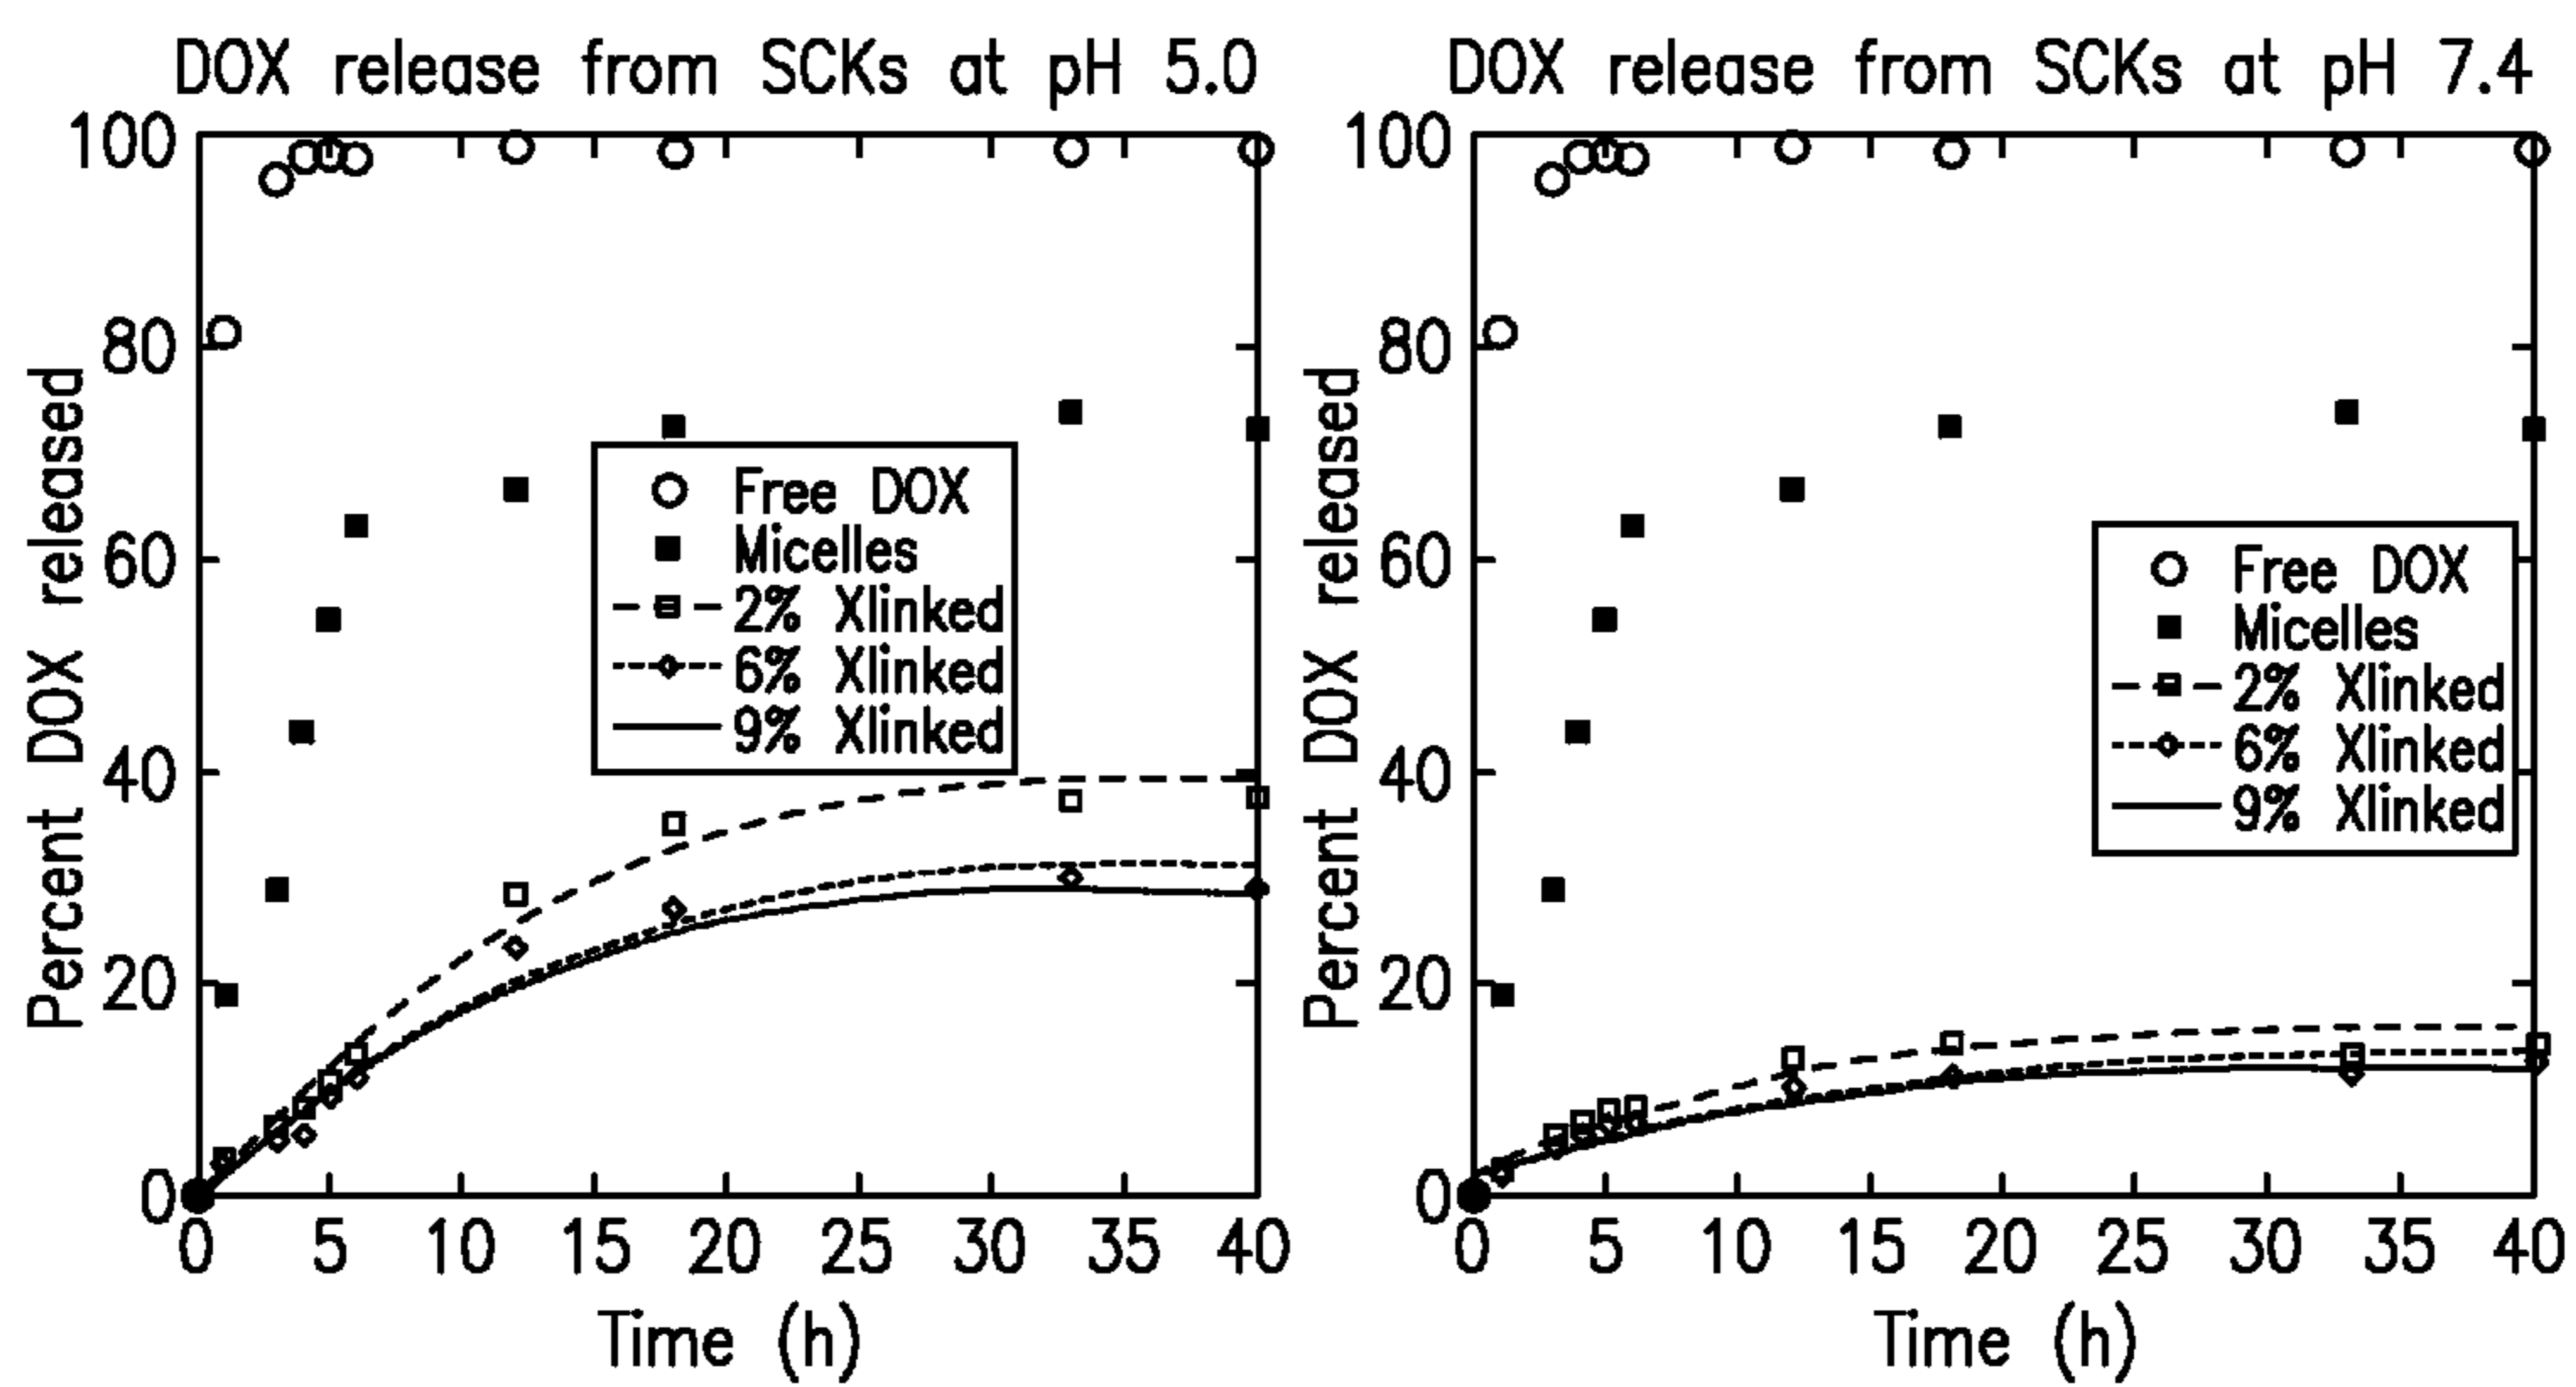 DOX release from SCKs at pH 5.0
Percent DOX released
100
80
60
40
20
0
Free DOX
Micelles
2% Xlinked
6% Xlinked
9% Xlinked
0 5 10 15 20 25 30 35 40
Time (h)
DOX release from SCKs at pH 7.4
Percent DOX released
100
80
60
40
20
0
Free DOX
Micelles
2% Xlinked
6% Xlinked
9% Xlinked
0 5 10 15 20 25 30 35 40
Time (h)